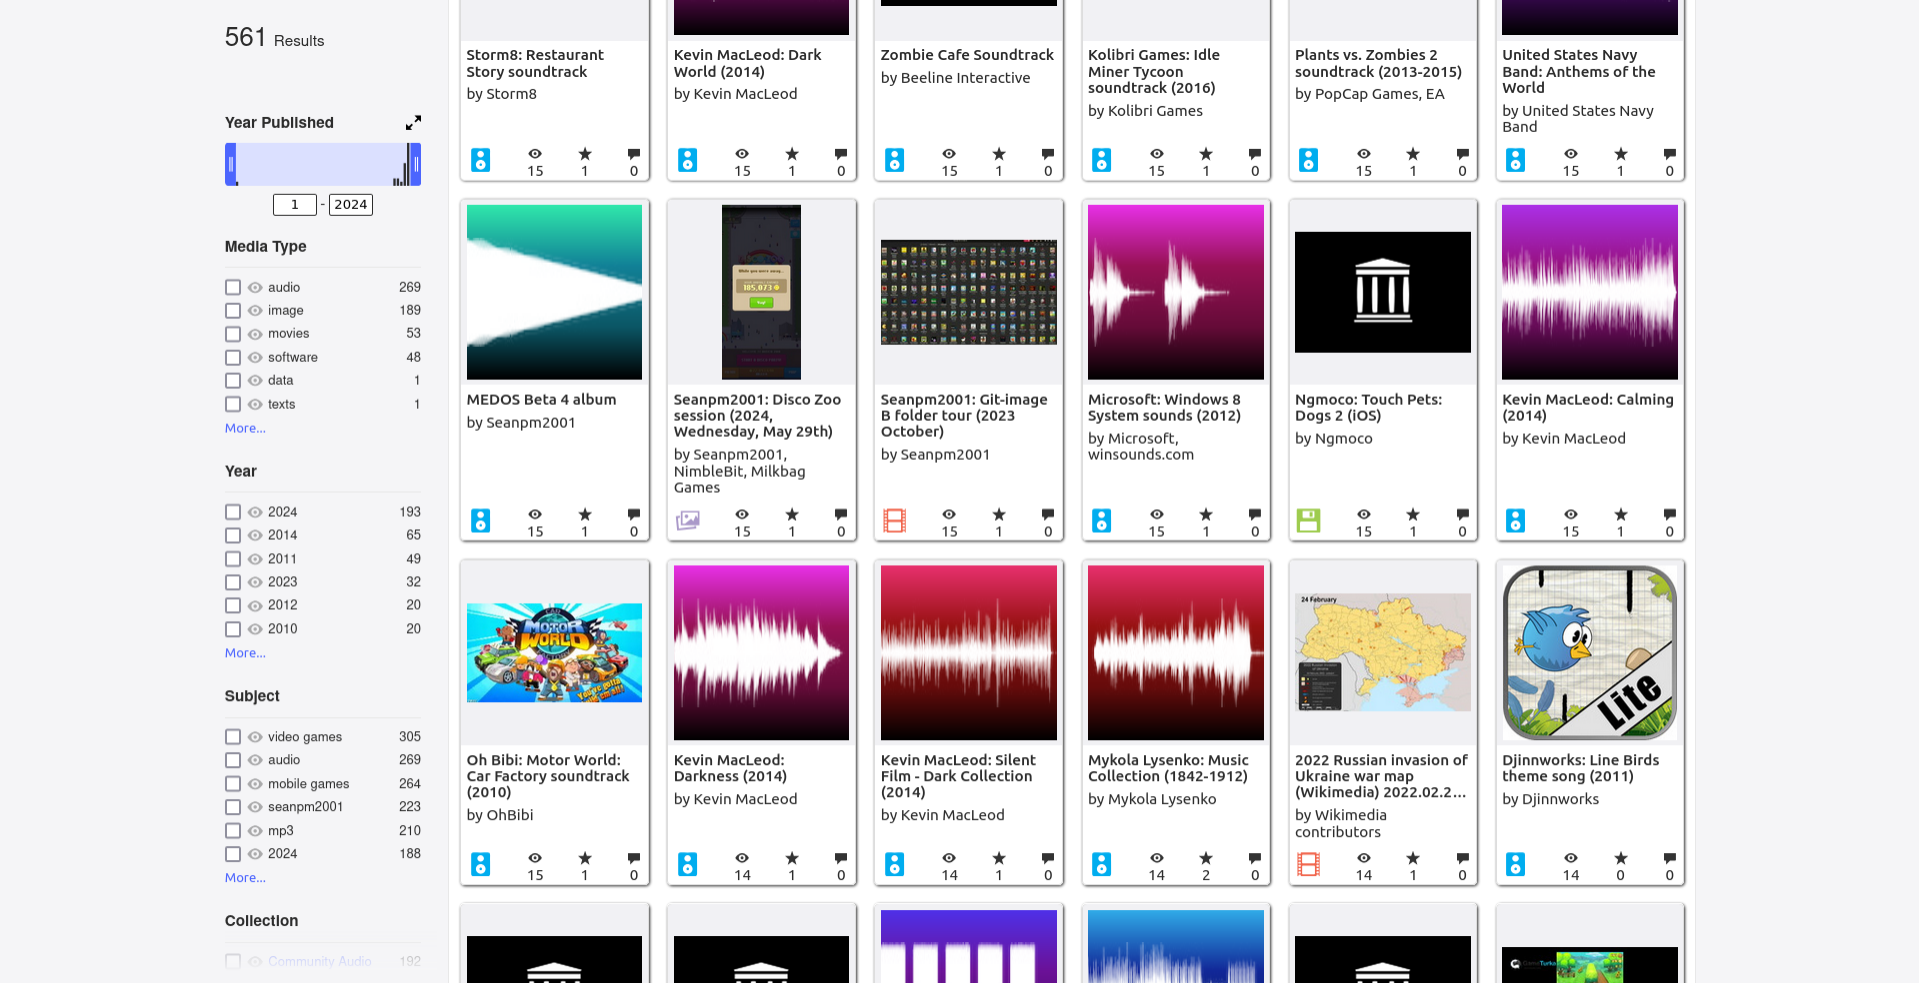 561 Results
Year Published
1 - 2024
Media Type
audio 269
image 189
movies 53
software 48
data 1
texts 1
More...
Year
2024 193
2014 65
2011 49
2023 32
2012 20
2010 20
More...
Subject
video games 305
audio 269
mobile games 264
seanpm2001 223
mp3 210
2024 188
More...
Collection
Community Audio 192
Storm8: Restaurant
Story soundtrack
by Storm8
15 1 0
Kevin MacLeod: Dark
World (2014)
by Kevin MacLeod
15 1 0
Zombie Cafe Soundtrack
by Beeline Interactive
15 1 0
Kolibri Games: Idle
Miner Tycoon
soundtrack (2016)
by Kolibri Games
15 1 0
Plants vs. Zombies 2
soundtrack (2013-2015)
by PopCap Games, EA
15 1 0
United States Navy
Band: Anthems of the
World
by United States Navy
Band
15 1 0
MEDOS Beta 4 album
by Seanpm2001
15 1 0
185,073
Seanpm2001: Disco Zoo
session (2024,
Wednesday, May 29th)
by Seanpm2001,
NimbleBit, Milkbag
Games
15 1 0
Seanpm2001: Git-image
B folder tour (2023
October)
by Seanpm2001
15 1 0
Microsoft: Windows 8
System sounds (2012)
by Microsoft,
winsounds.com
15 1 0
Ngmoco: Touch Pets:
Dogs 2 (iOS)
by Ngmoco
15 1 0
Kevin MacLeod: Calming
(2014)
by Kevin MacLeod
15 1 0
MOTOR
WORLD
Oh Bibi: Motor World:
Car Factory soundtrack
(2010)
by OhBibi
15 1 0
Kevin MacLeod:
Darkness (2014)
by Kevin MacLeod
14 1 0
Kevin MacLeod: Silent
Film - Dark Collection
(2014)
by Kevin MacLeod
14 1 0
Mykola Lysenko: Music
Collection (1842-1912)
by Mykola Lysenko
14 2 0
24 February
2022 Russian invasion of
Ukraine war map
(Wikimedia) 2022.02.2...
by Wikimedia
contributors
14 1 0
Lite
Djinnworks: Line Birds
theme song (2011)
by Djinnworks
14 0 0